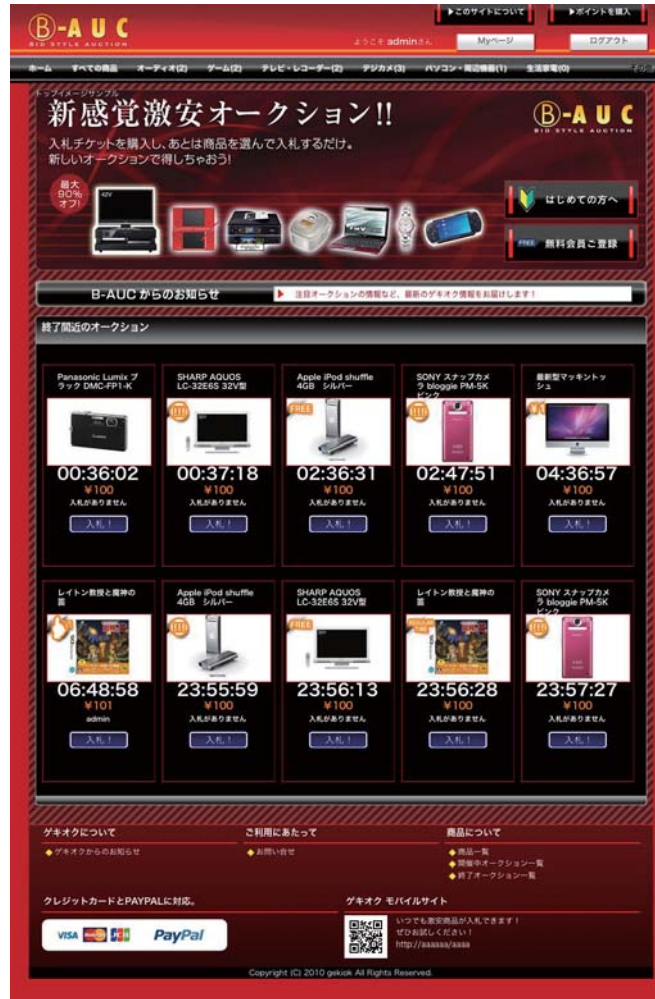 ▶このサイトについて
▶ポイントを購入
B-AUC
BID STYLE AUCTION
ようこそ adminさん
Myページ
ログアウト
ホーム すべての商品 オーディオ(2) ゲーム(2) テレビ・レコーダー(2) デジカメ(3) パソコン・周辺機器(1) 生活家電(0) その他
トップイメージサンプル
新感覚激安オークション!!
入札チケットを購入し、あとは商品を選んで入札するだけ。
新しいオークションで得しちゃおう!
B-AUC
BID STYLE AUCTION
最大
90%
オフ!
42V
はじめての方へ
FREE 無料会員ご登録
B-AUC からのお知らせ
注目オークションの情報など、最新のゲキオク情報をお届けします!
終了間近のオークション
Panasonic Lumix ブ
ラック DMC-FP1-K
00:36:02
¥100
入札がありません
入札!
SHARP AQUOS
LC-32E6S 32V型
00:37:18
¥100
入札がありません
入札!
Apple iPod shuffle
4GB シルバー
FREE
02:36:31
¥100
入札がありません
入札!
SONY スナップカメ
ラ bloggie PM-5K
ピンク
02:47:51
¥100
入札がありません
入札!
最新型マッキントッ
シュ
04:36:57
¥100
入札がありません
入札!
レイトン教授と魔神の
笛
06:48:58
¥101
admin
入札!
Apple iPod shuffle
4GB シルバー
23:55:59
¥100
入札がありません
入札!
SHARP AQUOS
LC-32E6S 32V型
FREE
23:56:13
¥100
入札がありません
入札!
レイトン教授と魔神の
笛
23:56:28
¥100
入札がありません
入札!
SONY スナップカメ
ラ bloggie PM-5K
ピンク
23:57:27
¥100
入札がありません
入札!
ゲキオクについて
◆ゲキオクからのお知らせ
ご利用にあたって
◆お問い合せ
商品について
◆商品一覧
◆開催中オークション一覧
◆終了オークション一覧
クレジットカードとPAYPALに対応。
VISA MasterCard JCB PayPal
ゲキオク モバイルサイト
いつでも激安商品が入札できます!
ぜひお試しください!
http://aaaaaa/aaaa
Copyright (C) 2010 gekiok All Rights Reserved.